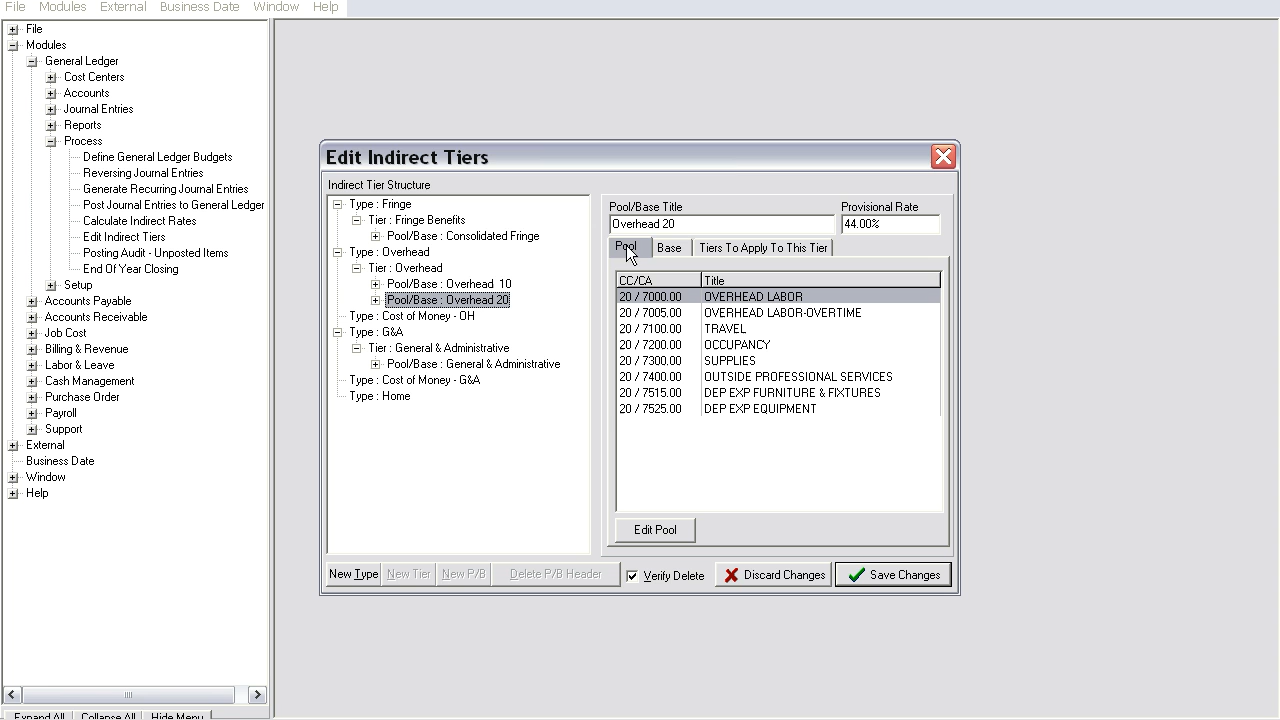 File Modules External Business Date Window Help
File
Modules
General Ledger
Cost Centers
Accounts
Journal Entries
Reports
Process
Define General Ledger Budgets
Reversing Journal Entries
Generate Recurring Journal Entries
Post Journal Entries to General Ledger
Calculate Indirect Rates
Edit Indirect Tiers
Posting Audit - Unposted Items
End Of Year Closing
Setup
Accounts Payable
Accounts Receivable
Job Cost
Billing & Revenue
Labor & Leave
Cash Management
Purchase Order
Payroll
Support
External
Business Date
Window
Help
Expand All Collapse All Hide Menu
Edit Indirect Tiers
Indirect Tier Structure
Type : Fringe
Tier : Fringe Benefits
Pool/Base : Consolidated Fringe
Type : Overhead
Tier : Overhead
Pool/Base : Overhead 10
Pool/Base : Overhead 20
Type : Cost of Money - OH
Type : G&A
Tier : General & Administrative
Pool/Base : General & Administrative
Type : Cost of Money - G&A
Type : Home
Pool/Base Title Provisional Rate
Overhead 20 44.00%
Pool Base Tiers To Apply To This Tier
CC/CA Title
20 / 7000.00 OVERHEAD LABOR
20 / 7005.00 OVERHEAD LABOR-OVERTIME
20 / 7100.00 TRAVEL
20 / 7200.00 OCCUPANCY
20 / 7300.00 SUPPLIES
20 / 7400.00 OUTSIDE PROFESSIONAL SERVICES
20 / 7515.00 DEP EXP FURNITURE & FIXTURES
20 / 7525.00 DEP EXP EQUIPMENT
Edit Pool
New Type New Tier New P/B Delete P/B Header Verify Delete Discard Changes Save Changes